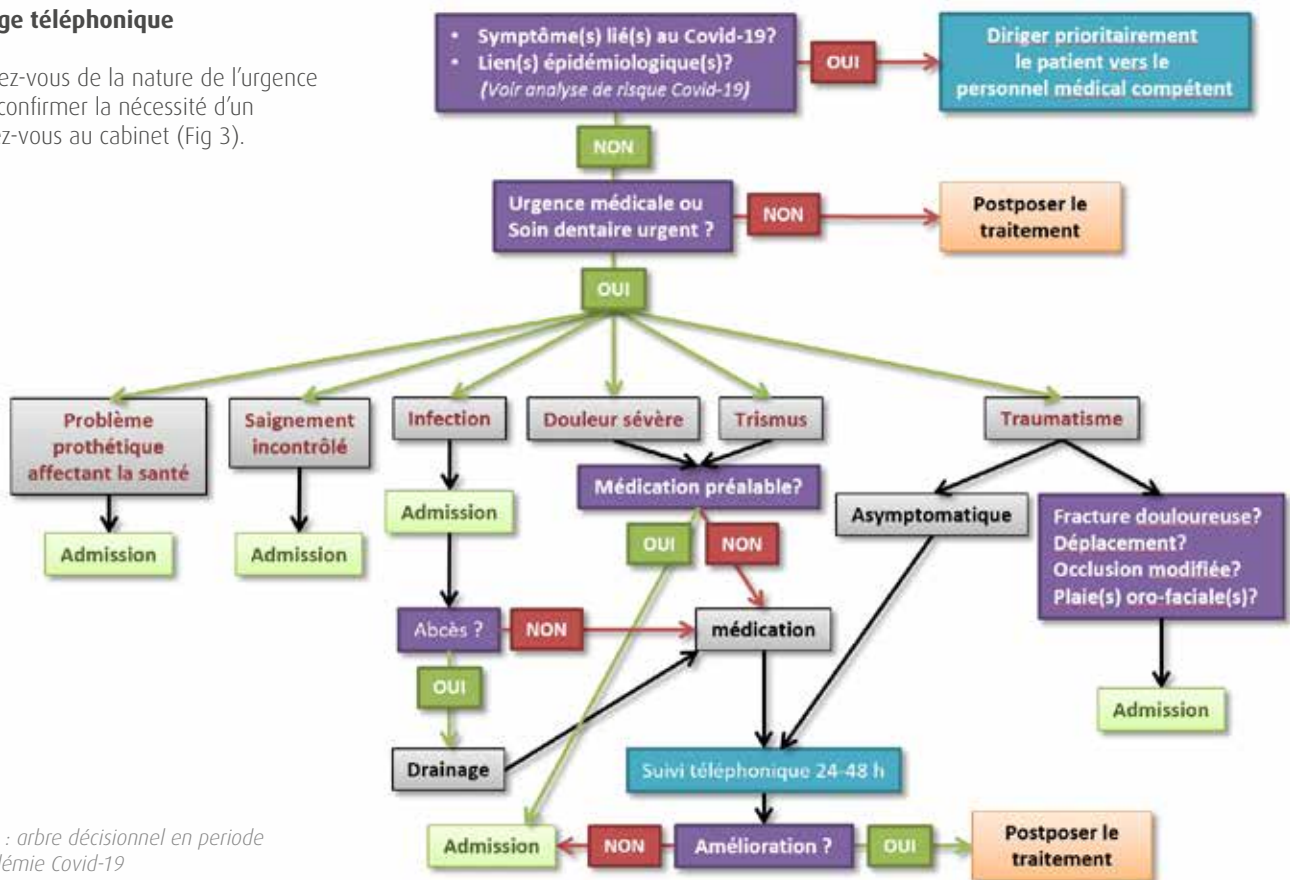 ge téléphonique
ez-vous de la nature de l'urgence
confirmer la nécessité d'un
ez-vous au cabinet (Fig 3).
• Symptôme(s) lié(s) au Covid-19?
• Lien(s) épidémiologique(s)?
(Voir analyse de risque Covid-19)
OUI
Diriger prioritairement
le patient vers le
personnel médical compétent
NON
Urgence médicale ou
Soin dentaire urgent ?
NON
Postposer le
traitement
OUI
Problème
prothétique
affectant la santé
Saignement
incontrôlé
Infection
Douleur sévère
Trismus
Traumatisme
Admission
Admission
Admission
Médication préalable?
OUI
NON
Asymptomatique
Fracture douloureuse?
Déplacement?
Occlusion modifiée?
Plaie(s) oro-faciale(s)?
Abcès ?
NON
médication
OUI
Admission
Drainage
Suivi téléphonique 24-48 h
Admission
NON
Amélioration ?
OUI
Postposer le
traitement
: arbre décisionnel en periode
démie Covid-19